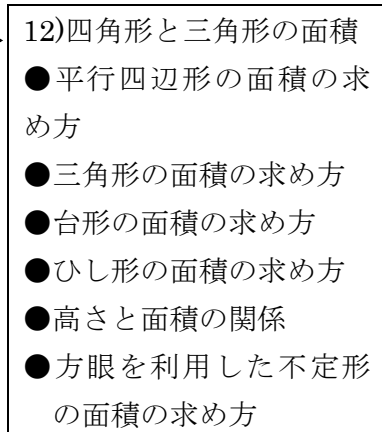 12)四角形と三角形の面積
●平行四辺形の面積の求
め方
●三角形の面積の求め方
●台形の面積の求め方
●ひし形の面積の求め方
●高さと面積の関係
●方眼を利用した不定形
の面積の求め方